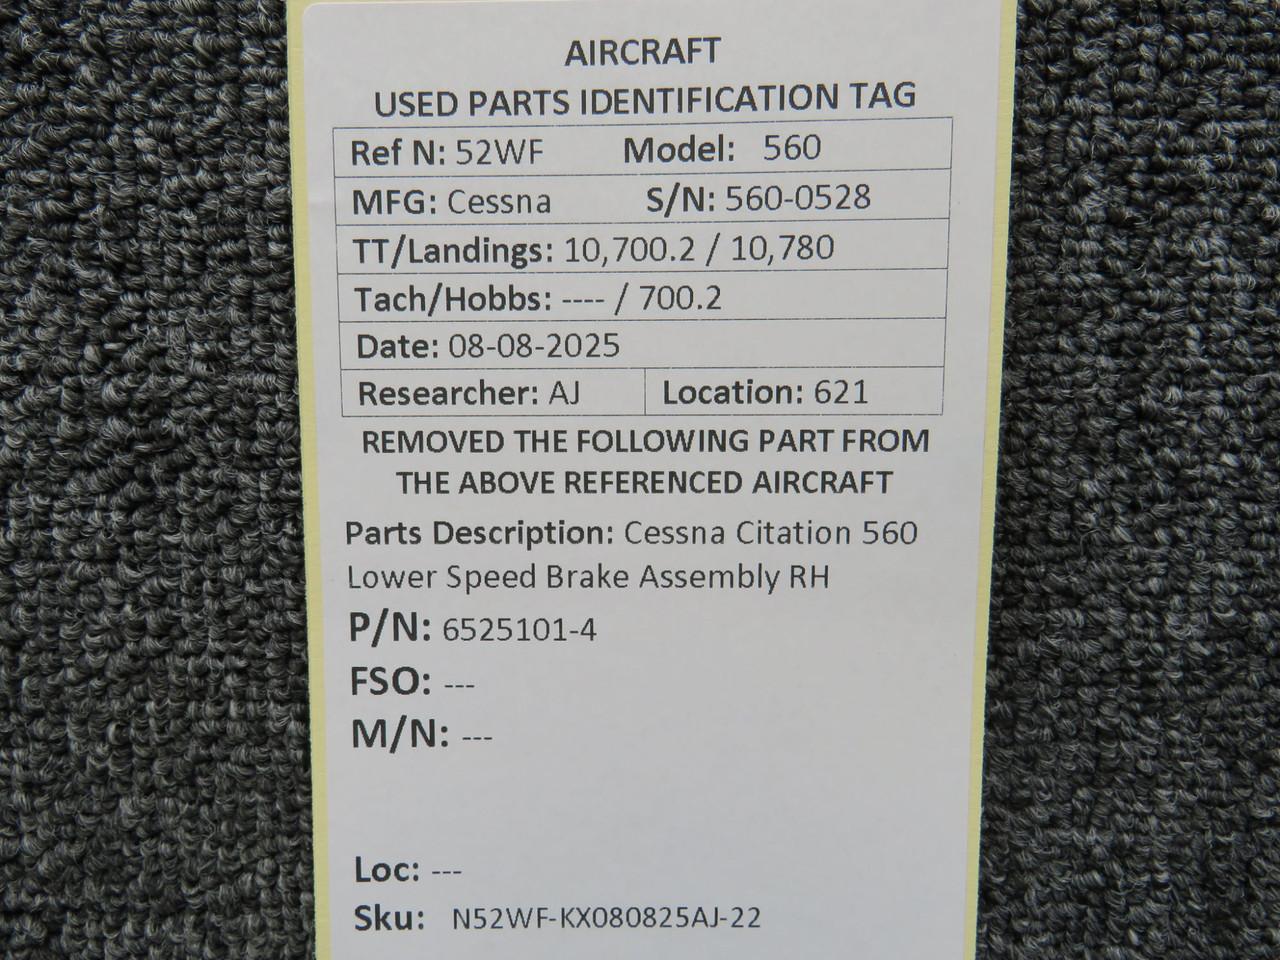 AIRCRAFT
USED PARTS IDENTIFICATION TAG
Ref N: 52WF Model: 560
MFG: Cessna S/N: 560-0528
TT/Landings: 10,700.2 / 10,780
Tach/Hobbs: ---- / 700.2
Date: 08-08-2025
Researcher: AJ Location: 621
REMOVED THE FOLLOWING PART FROM
THE ABOVE REFERENCED AIRCRAFT
Parts Description: Cessna Citation 560
Lower Speed Brake Assembly RH
P/N: 6525101-4
FSO: ---
M/N: ---
Loc: ---
Sku: N52WF-KX080825AJ-22